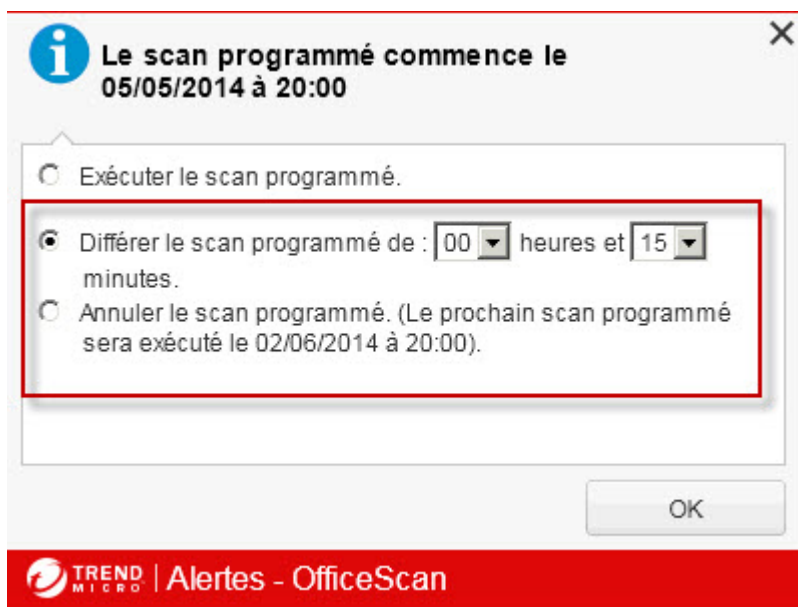 Le scan programmé commence le
05/05/2014 à 20:00
Exécuter le scan programmé.
Différer le scan programmé de : 00 heures et 15
minutes.
Annuler le scan programmé. (Le prochain scan programmé
sera exécuté le 02/06/2014 à 20:00).
OK
TREND MICRO | Alertes - OfficeScan